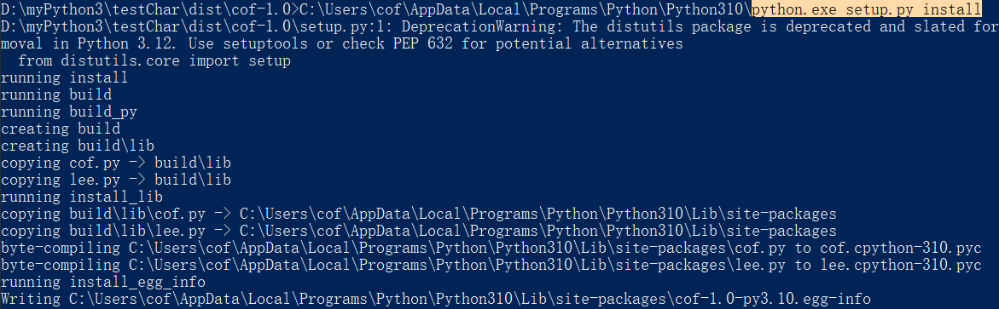 D:\myPython3\testChar\dist\cof-1.0>C:\Users\cof\AppData\Local\Programs\Python\Python310\python.exe setup.py install
D:\myPython3\testChar\dist\cof-1.0\setup.py:1: DeprecationWarning: The distutils package is deprecated and slated for
moval in Python 3.12. Use setuptools or check PEP 632 for potential alternatives
  from distutils.core import setup
running install
running build
running build_py
creating build
creating build\lib
copying cof.py -> build\lib
copying lee.py -> build\lib
running install_lib
copying build\lib\cof.py -> C:\Users\cof\AppData\Local\Programs\Python\Python310\Lib\site-packages
copying build\lib\lee.py -> C:\Users\cof\AppData\Local\Programs\Python\Python310\Lib\site-packages
byte-compiling C:\Users\cof\AppData\Local\Programs\Python\Python310\Lib\site-packages\cof.py to cof.cpython-310.pyc
byte-compiling C:\Users\cof\AppData\Local\Programs\Python\Python310\Lib\site-packages\lee.py to lee.cpython-310.pyc
running install_egg_info
Writing C:\Users\cof\AppData\Local\Programs\Python\Python310\Lib\site-packages\cof-1.0-py3.10.egg-info